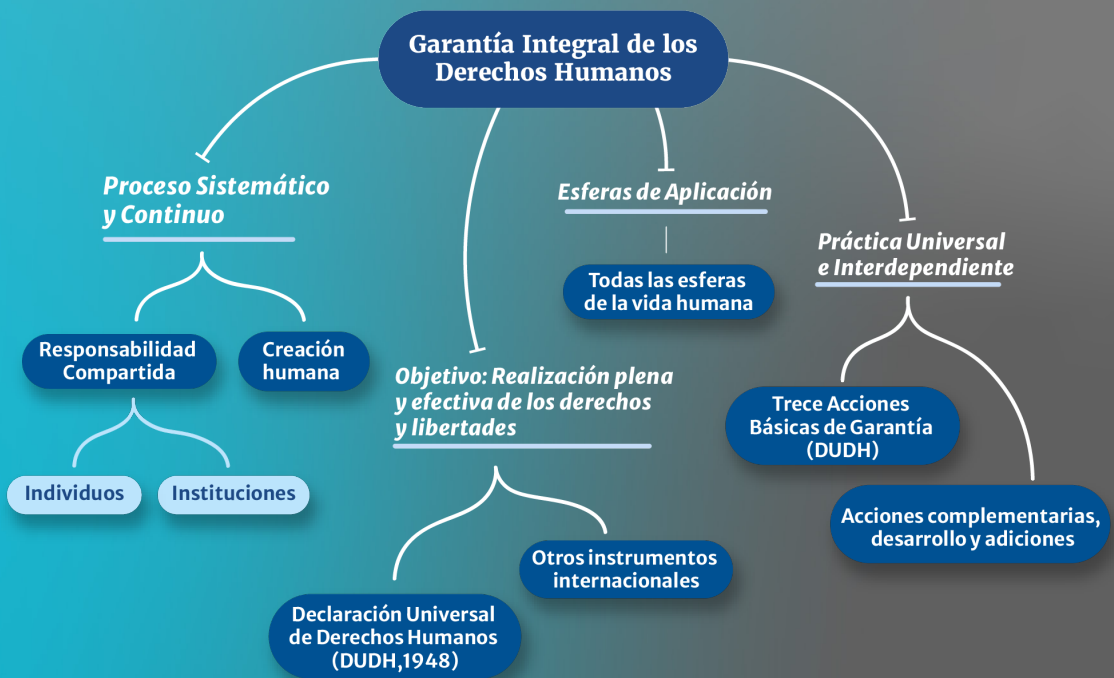 Garantía Integral de los
Derechos Humanos
Proceso Sistemático
y Continuo
Responsabilidad
Compartida
Creación
humana
Individuos
Instituciones
Objetivo: Realización plena
y efectiva de los derechos
y libertades
Declaración Universal
de Derechos Humanos
(DUDH,1948)
Otros instrumentos
internacionales
Esferas de Aplicación
Todas las esferas
de la vida humana
Práctica Universal
e Interdependiente
Trece Acciones
Básicas de Garantía
(DUDH)
Acciones complementarias,
desarrollo y adiciones